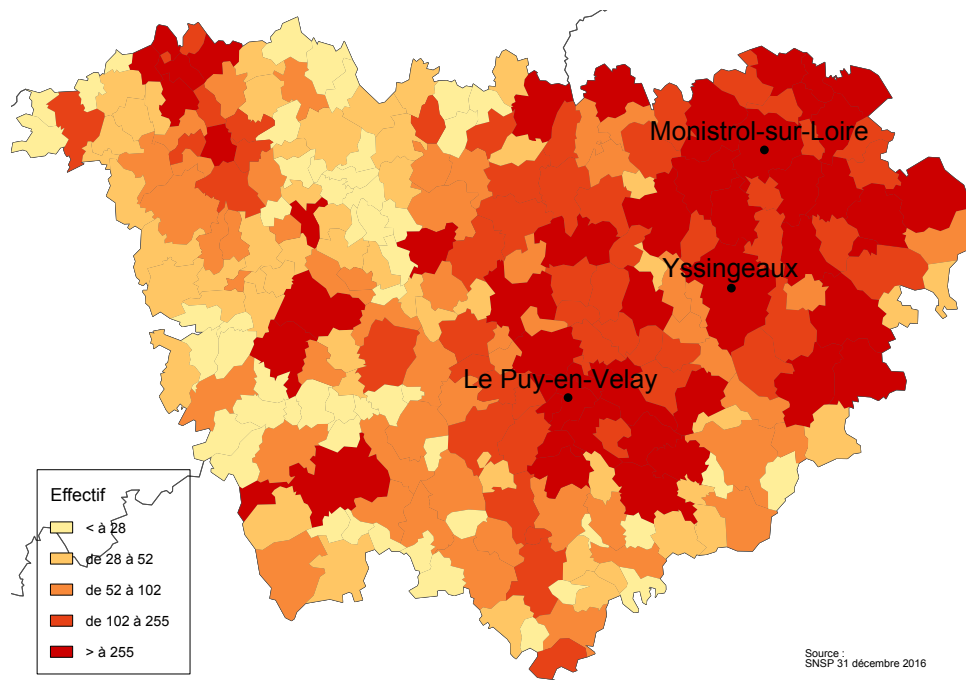 Monistrol-sur-Loire
Yssingeaux
Le Puy-en-Velay
Effectif
< à 28
de 28 à 52
de 52 à 102
de 102 à 255
> à 255
Source :
SNSP 31 décembre 2016